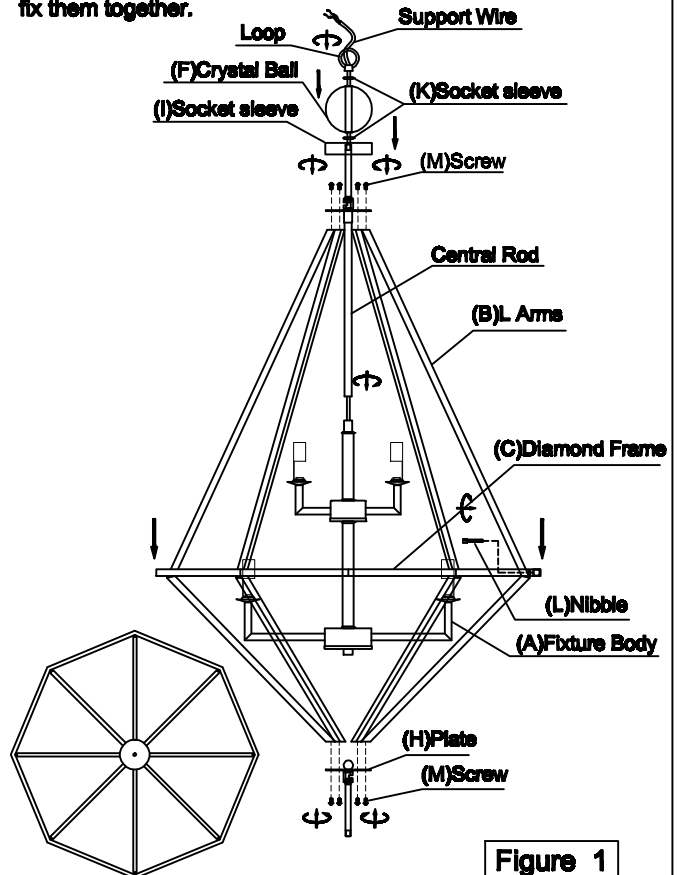 fix them together.
Support Wire
Loop
(F)Crystal Ball
(K)Socket sleeve
(I)Socket sleeve
(M)Screw
Central Rod
(B)L Arms
(C)Diamond Frame
(L)Nibble
(A)Fixture Body
(H)Plate
(M)Screw
Figure 1